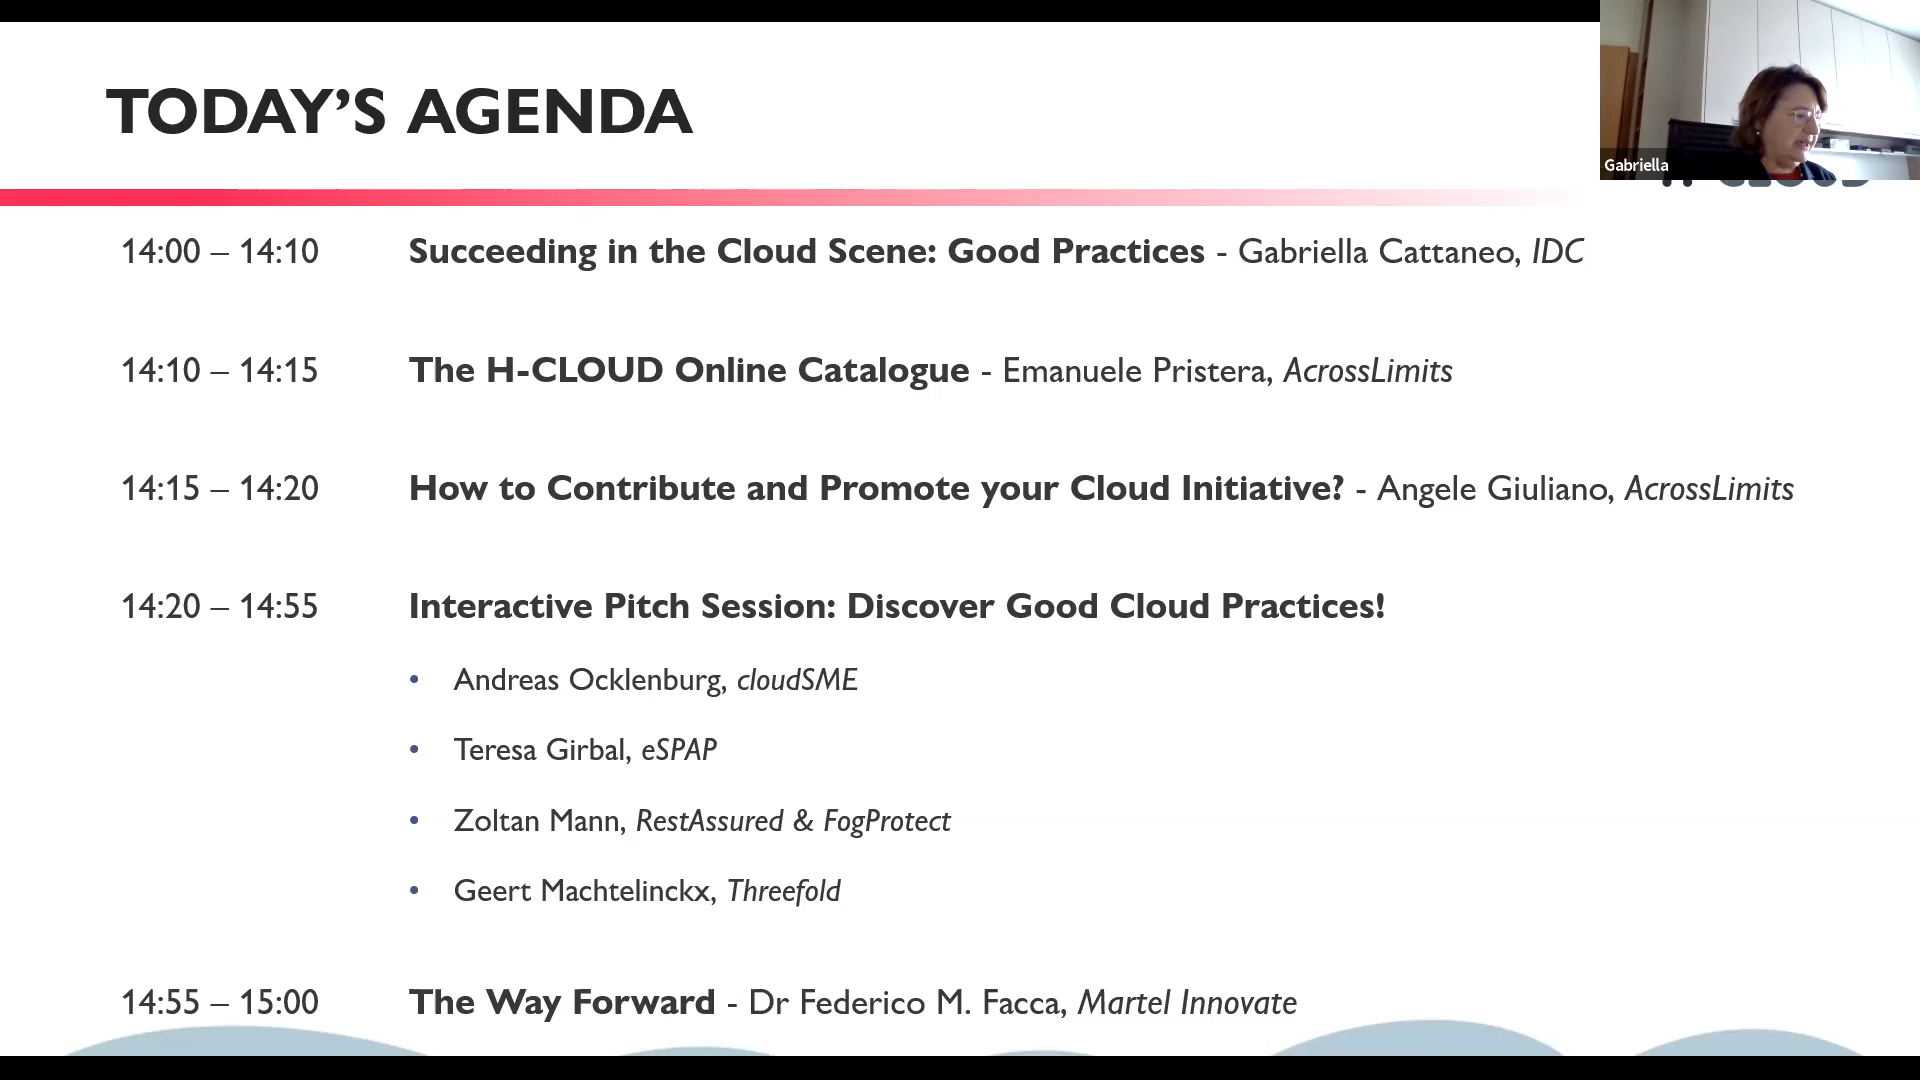 TODAY’S AGENDA
Gabriella
14:00 – 14:10 Succeeding in the Cloud Scene: Good Practices - Gabriella Cattaneo, IDC
14:10 – 14:15 The H-CLOUD Online Catalogue - Emanuele Pristera, AcrossLimits
14:15 – 14:20 How to Contribute and Promote your Cloud Initiative? - Angele Giuliano, AcrossLimits
14:20 – 14:55 Interactive Pitch Session: Discover Good Cloud Practices!
• Andreas Ocklenburg, cloudSME
• Teresa Girbal, eSPAP
• Zoltan Mann, RestAssured & FogProtect
• Geert Machtelinckx, Threefold
14:55 – 15:00 The Way Forward - Dr Federico M. Facca, Martel Innovate